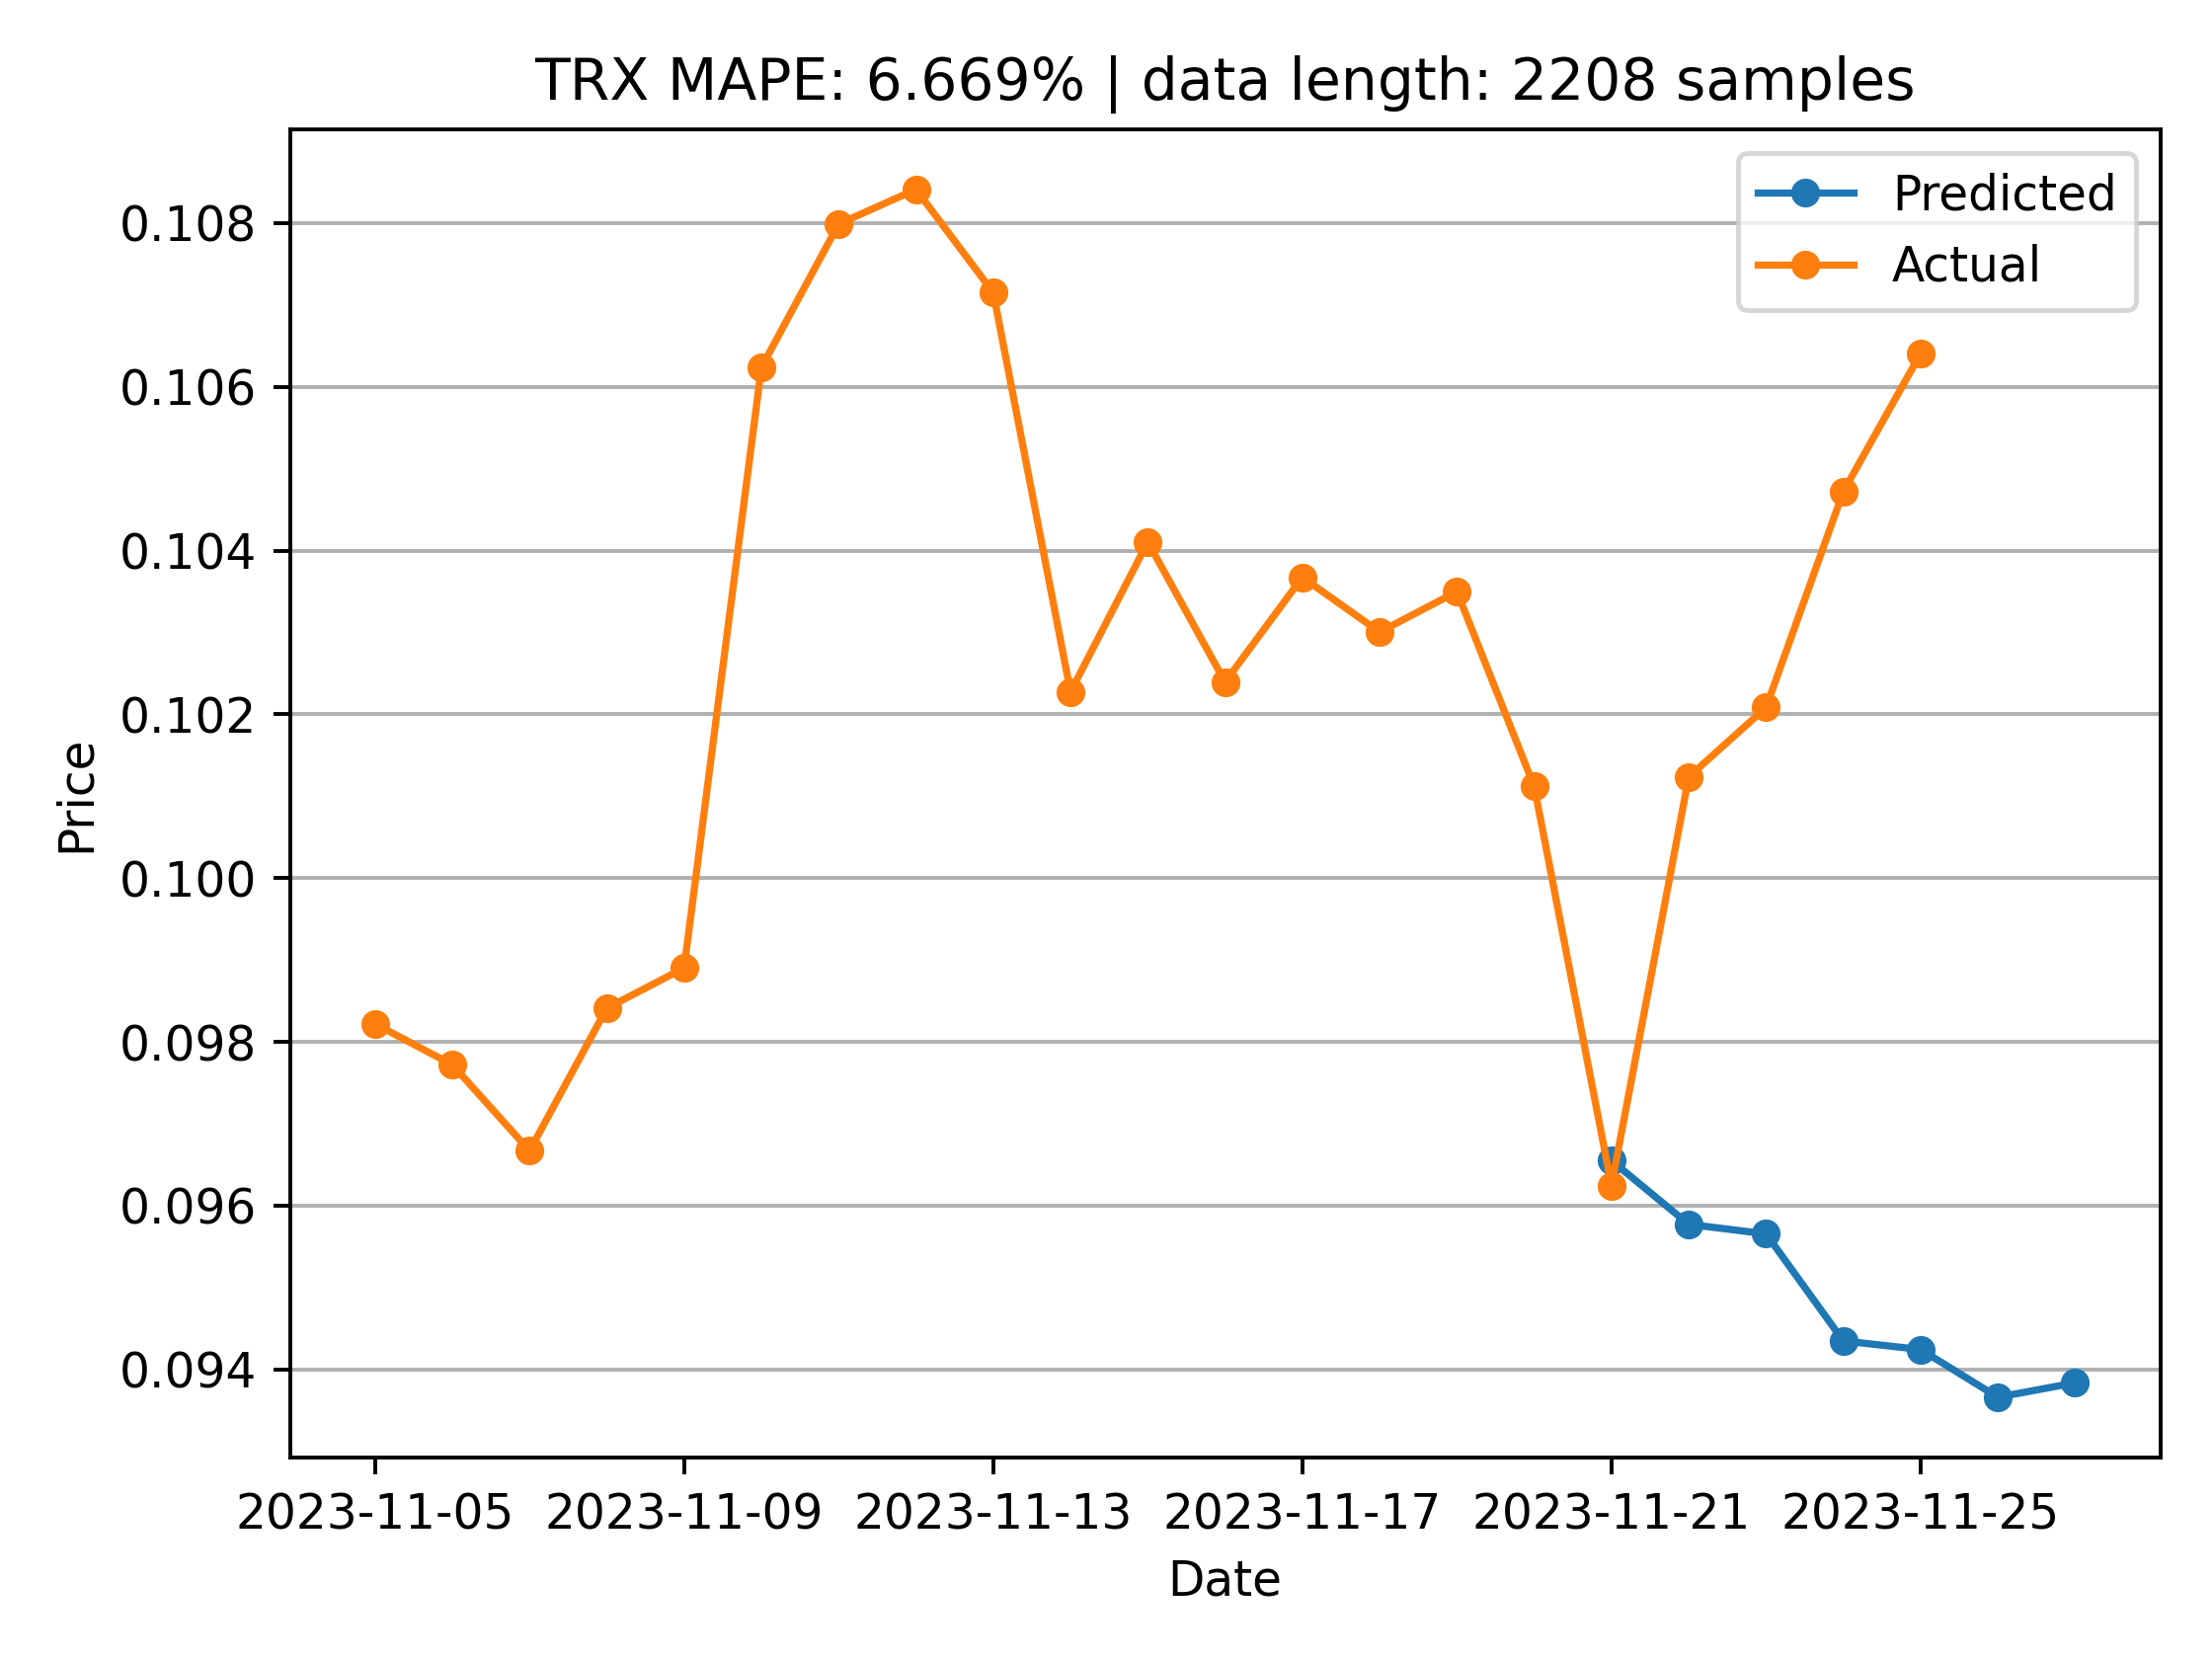 TRX MAPE: 6.669% | data length: 2208 samples
Predicted
Actual
0.108
0.106
0.104
0.102
0.100
0.098
0.096
0.094
Price
2023-11-05 2023-11-09 2023-11-13 2023-11-17 2023-11-21 2023-11-25
Date